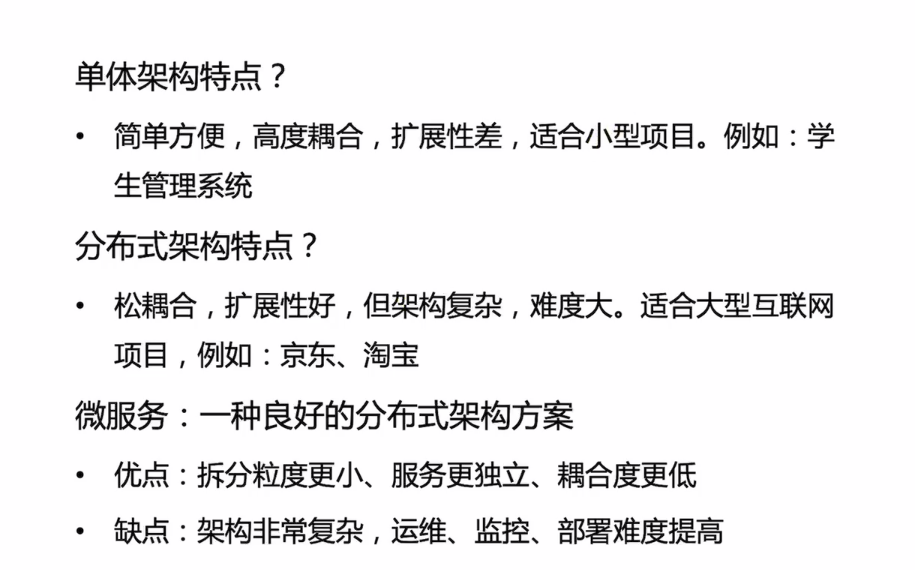 单体架构特点？
• 简单方便，高度耦合，扩展性差，适合小型项目。例如：学
生管理系统
分布式架构特点？
• 松耦合，扩展性好，但架构复杂，难度大。适合大型互联网
项目，例如：京东、淘宝
微服务：一种良好的分布式架构方案
• 优点：拆分粒度更小、服务更独立、耦合度更低
• 缺点：架构非常复杂，运维、监控、部署难度提高